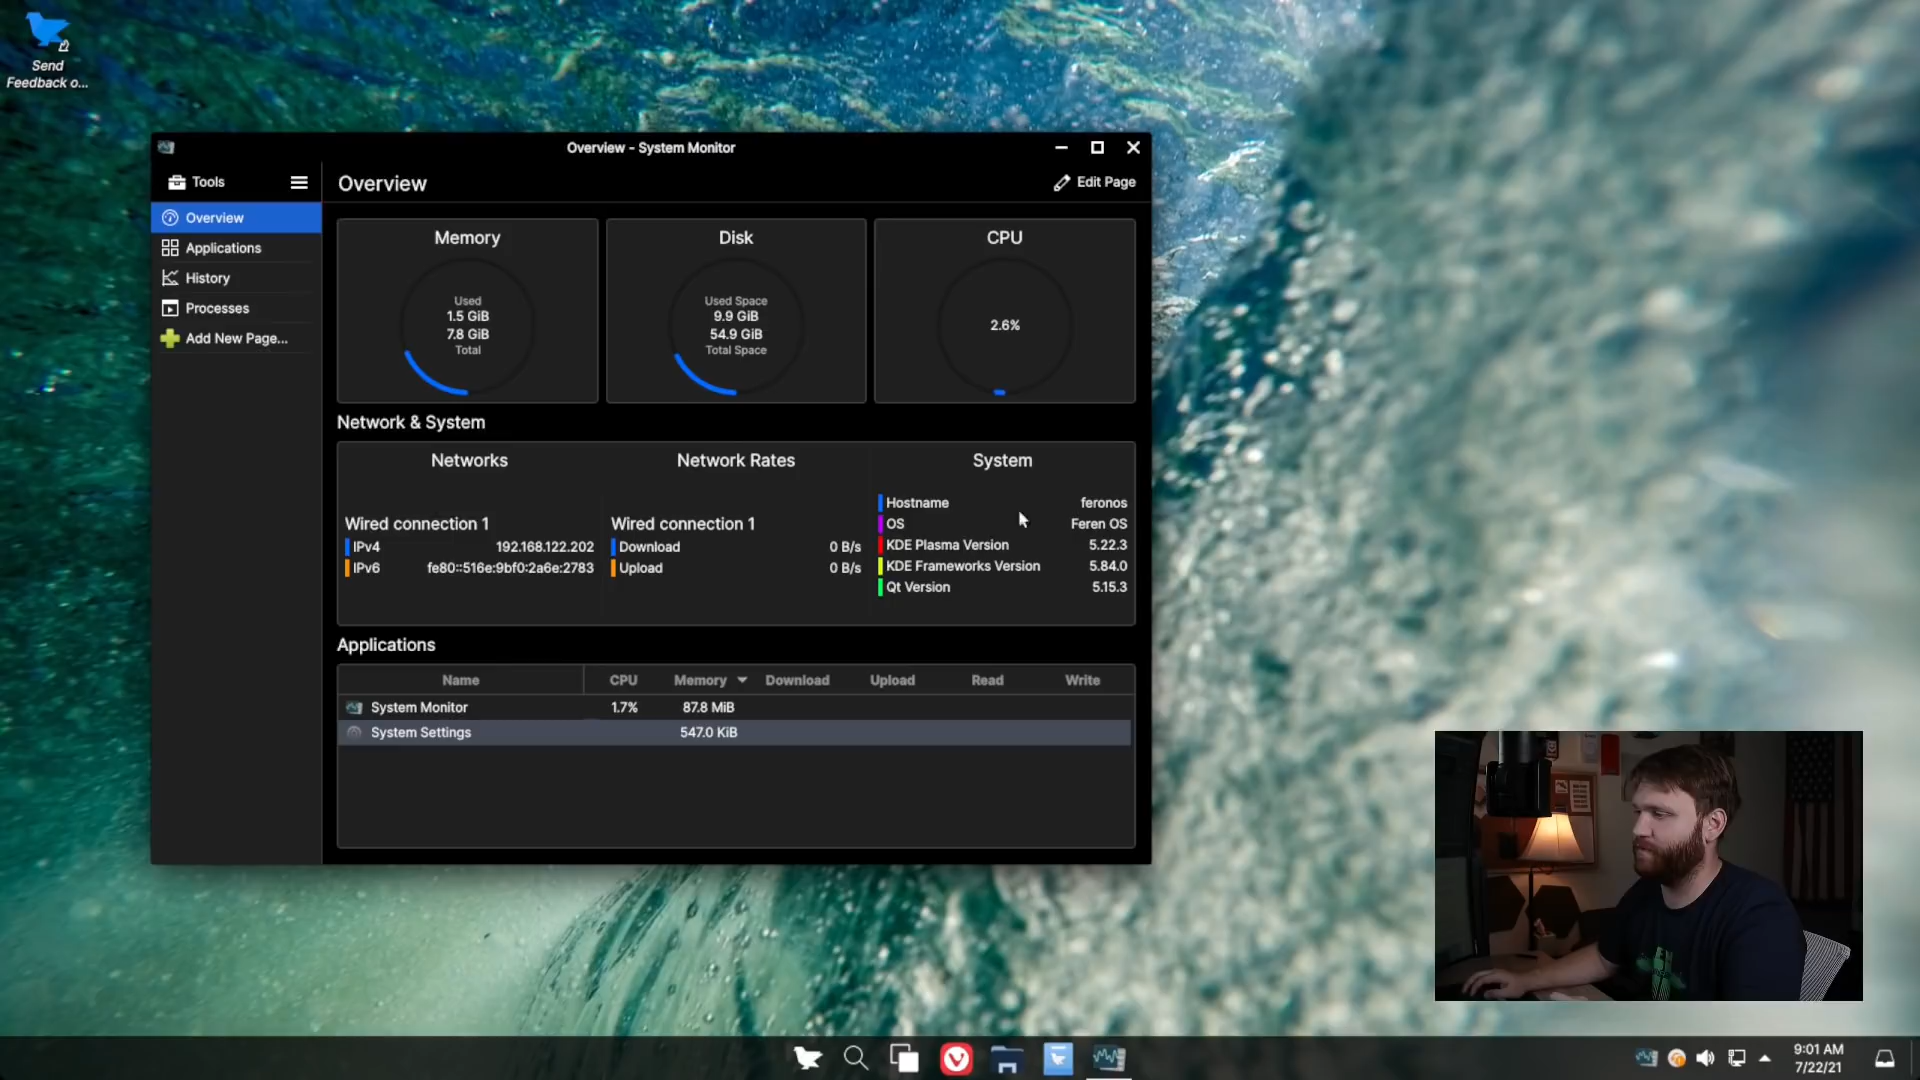 Send
Feedback o...
Overview - System Monitor
Tools
Overview
Edit Page
Overview
Applications
History
Processes
Add New Page...
Memory
Used
1.5 GiB
7.8 GiB
Total
Disk
Used Space
9.9 GiB
54.9 GiB
Total Space
CPU
2.6%
Network & System
Networks
Wired connection 1
IPv4 192.168.122.202
IPv6 fe80::516e:9bf0:2a6e:2783
Network Rates
Wired connection 1
Download 0 B/s
Upload 0 B/s
System
Hostname feronos
OS Feren OS
KDE Plasma Version 5.22.3
KDE Frameworks Version 5.84.0
Qt Version 5.15.3
Applications
Name CPU Memory Download Upload Read Write
System Monitor 1.7% 87.8 MiB
System Settings 547.0 KiB
9:01 AM
7/22/21